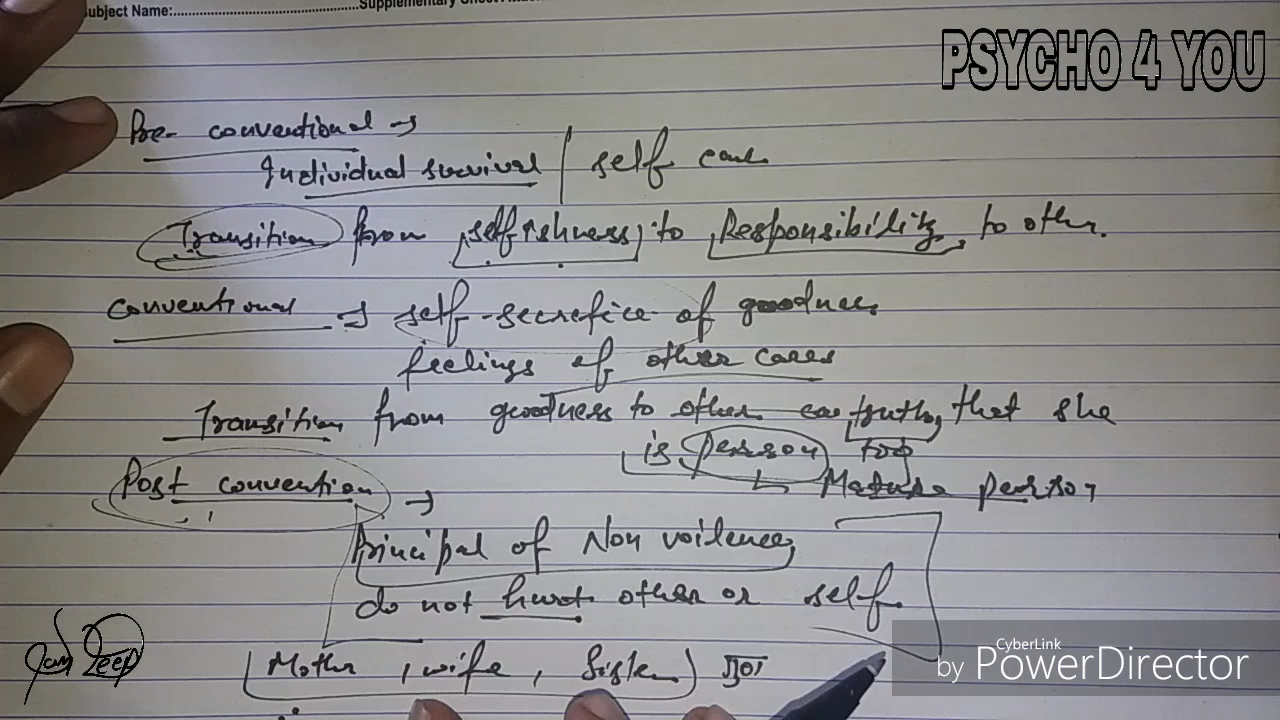 Subject Name:................................................Supplementary Sheet
PSYCHO 4 YOU
Pre- conventional →
Individual survival / self care
Transition from selfishness to Responsibility to other.
Conventional → self-secrefice of goodness
feelings of other cares
Transition from goodness to other truth, that she
is person too
↳ Mature person
Post convention →
Principal of Non voilence,
do not hurt other or self.
(Mother, wife, Sister)
CyberLink
by PowerDirector